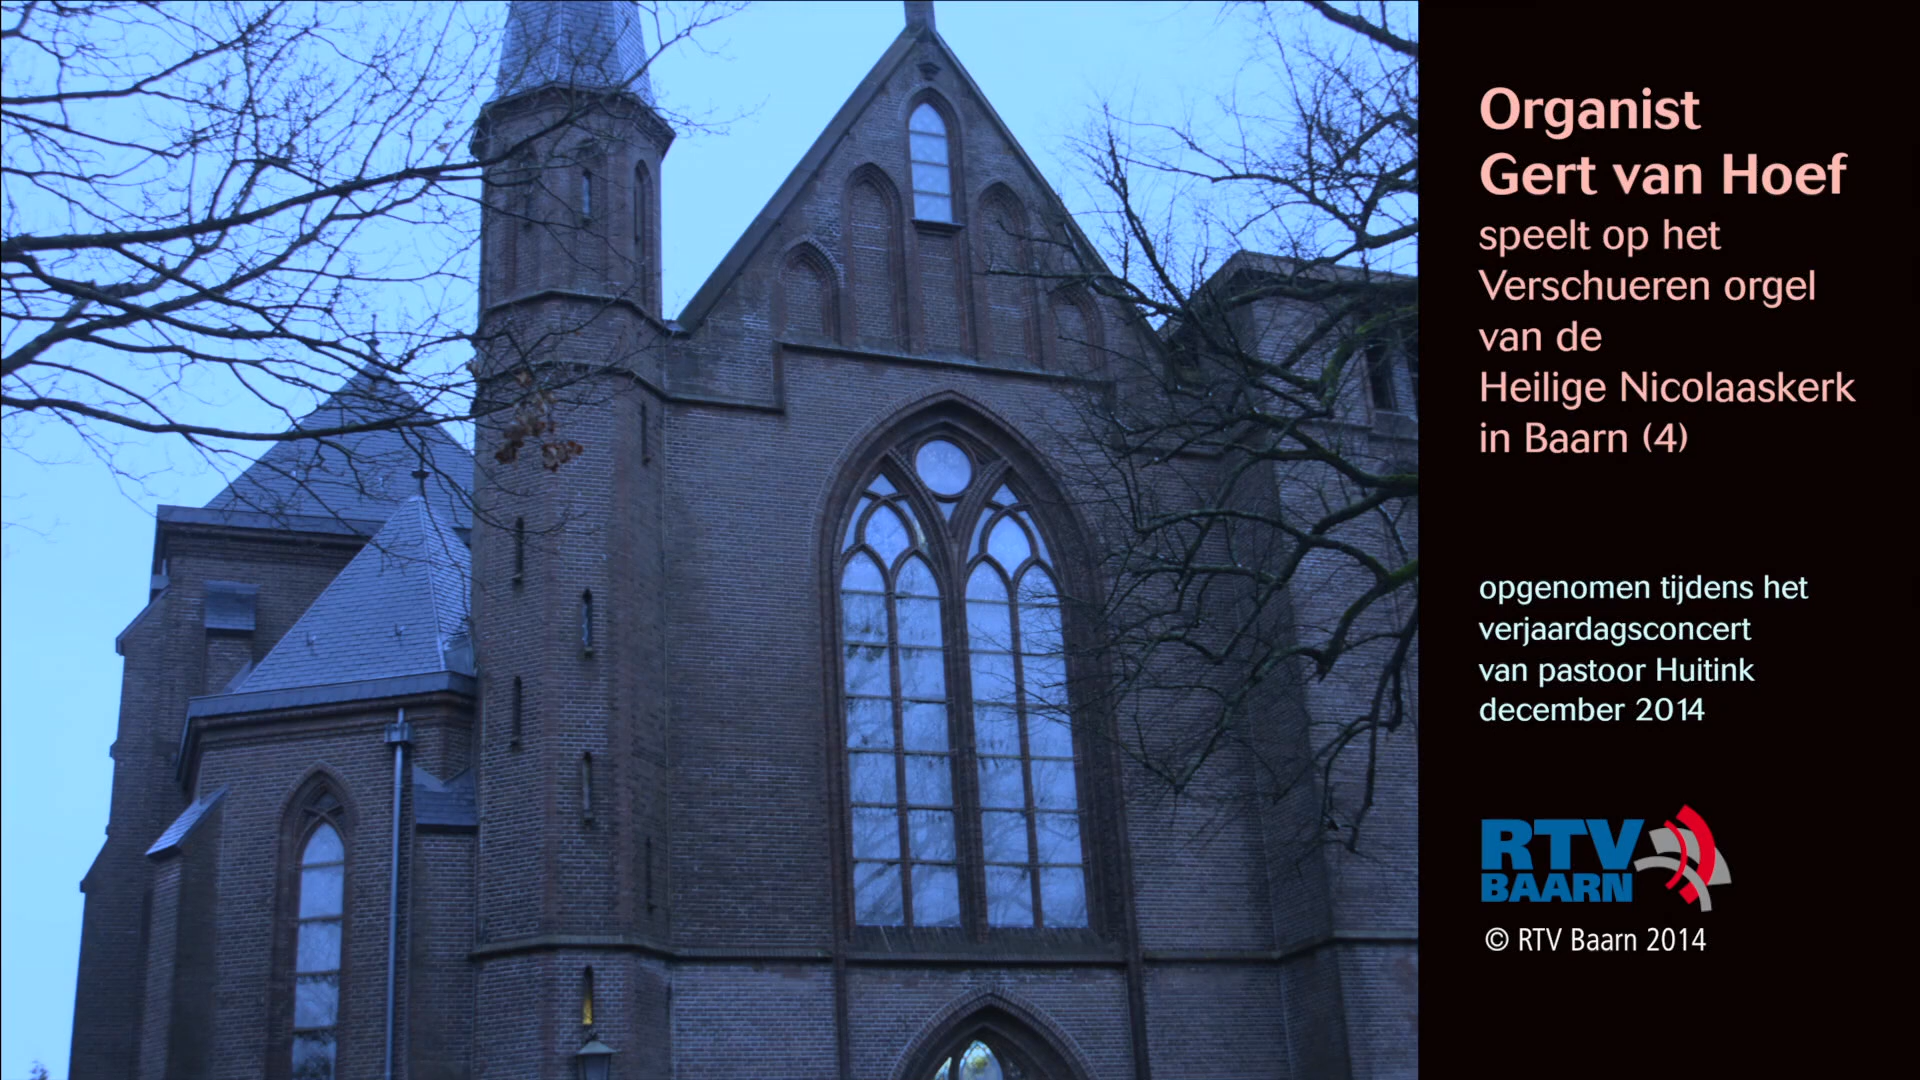 Organist
Gert van Hoef
speelt op het
Verschueren orgel
van de
Heilige Nicolaaskerk
in Baarn (4)
opgenomen tijdens het
verjaardagsconcert
van pastoor Huitink
december 2014
RTV
BAARN
© RTV Baarn 2014